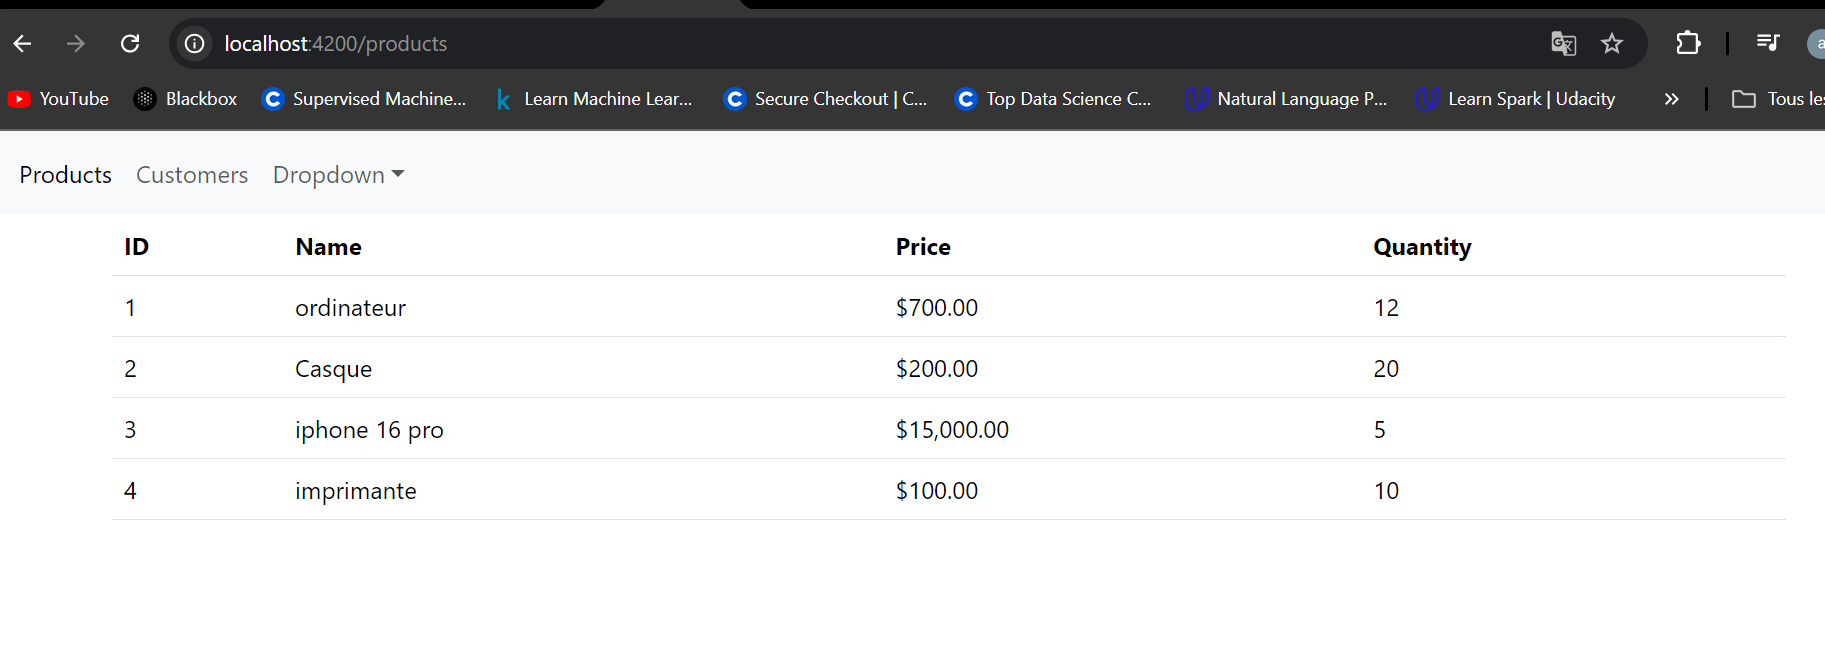 localhost:4200/products
YouTube Blackbox Supervised Machine... Learn Machine Lear... Secure Checkout | C... Top Data Science C... Natural Language P... Learn Spark | Udacity » Tous les
Products Customers Dropdown
ID Name Price Quantity
1 ordinateur $700.00 12
2 Casque $200.00 20
3 iphone 16 pro $15,000.00 5
4 imprimante $100.00 10